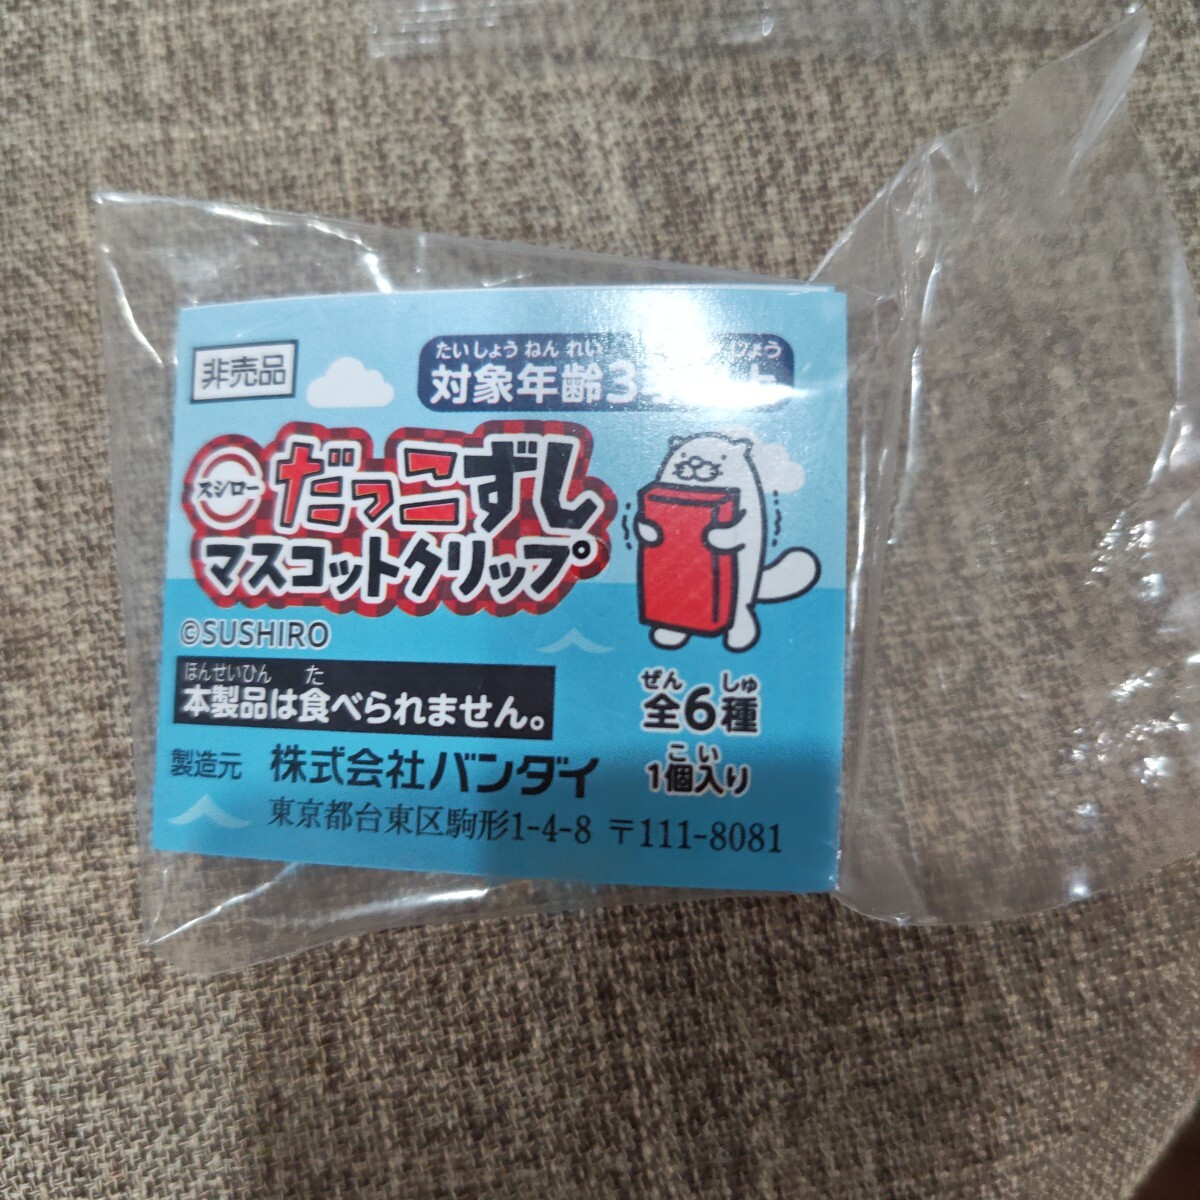 非売品
たいしょう ねん れい
対象年齢3
スシロー
だっこずし
マスコットクリップ
©SUSHIRO
ほんせいひん た
本製品は食べられません。
ぜん しゅ
全6種
こ い
1個入り
製造元 株式会社バンダイ
東京都台東区駒形1-4-8 〒111-8081